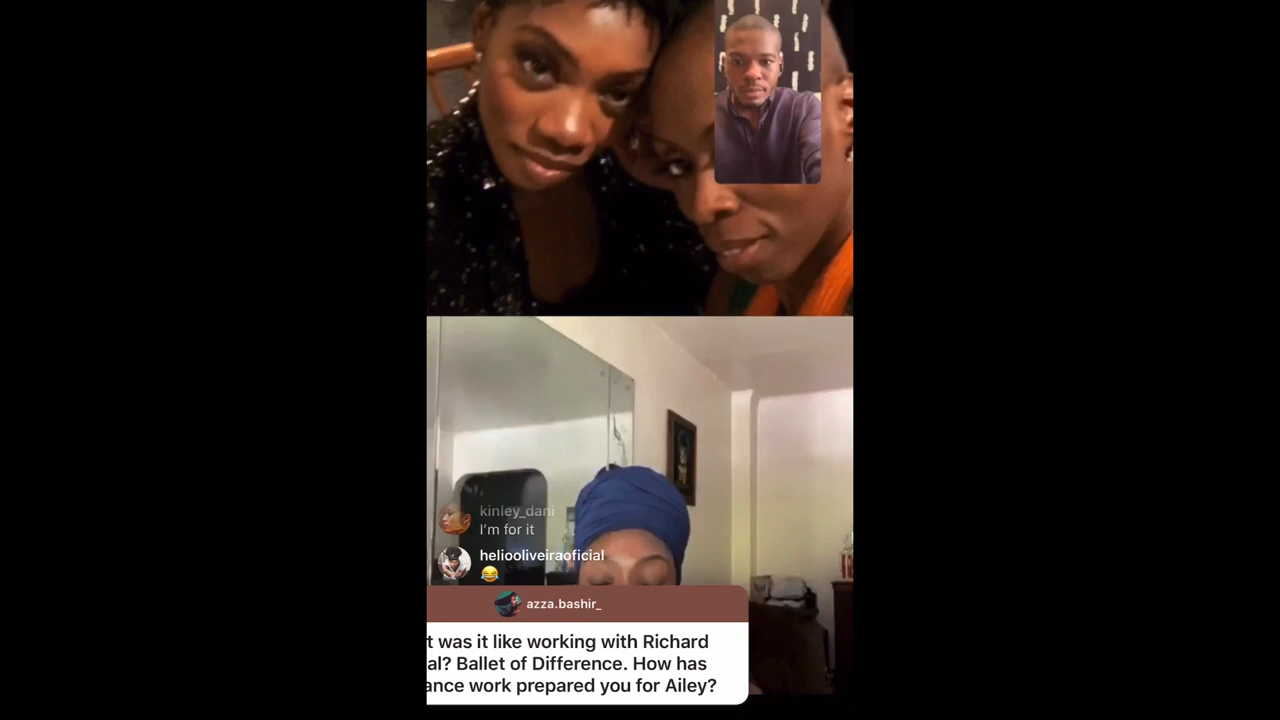 kinley_dani
I'm for it
heliooliveiraoficial
😂
azza.bashir_
t was it like working with Richard
al? Ballet of Difference. How has
ance work prepared you for Ailey?